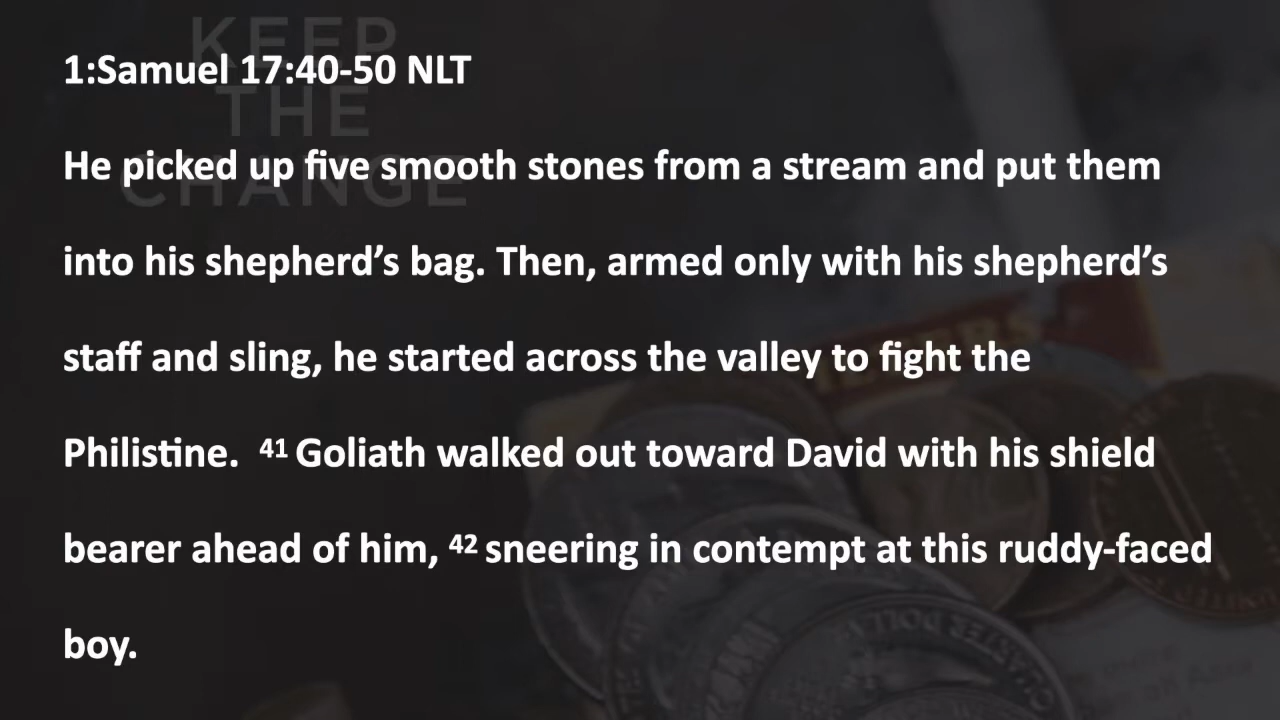 KEEP
THE
CHANGE
1:Samuel 17:40-50 NLT
He picked up five smooth stones from a stream and put them
into his shepherd’s bag. Then, armed only with his shepherd’s
staff and sling, he started across the valley to fight the
Philistine. 41 Goliath walked out toward David with his shield
bearer ahead of him, 42 sneering in contempt at this ruddy-faced
boy.